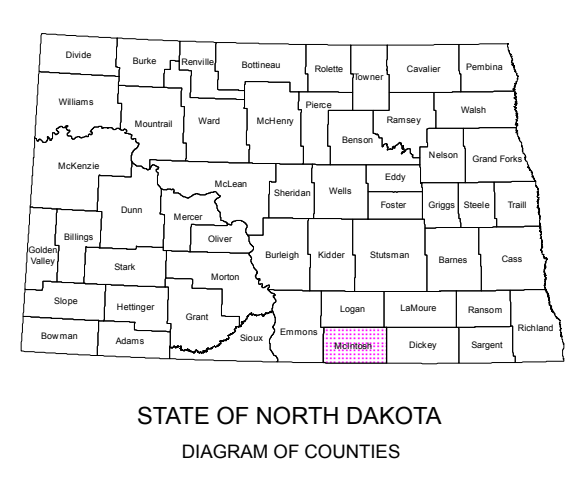 Divide
Burke
Renville
Bottineau
Rolette
Towner
Cavalier
Pembina
Williams
Mountrail
Ward
McHenry
Pierce
Benson
Ramsey
Walsh
McKenzie
Nelson
Grand Forks
McLean
Sheridan
Wells
Eddy
Foster
Griggs
Steele
Traill
Dunn
Mercer
Oliver
Golden
Valley
Billings
Stark
Burleigh
Kidder
Stutsman
Barnes
Cass
Morton
Slope
Hettinger
Grant
Logan
LaMoure
Ransom
Richland
Bowman
Adams
Sioux
Emmons
McIntosh
Dickey
Sargent
STATE OF NORTH DAKOTA
DIAGRAM OF COUNTIES